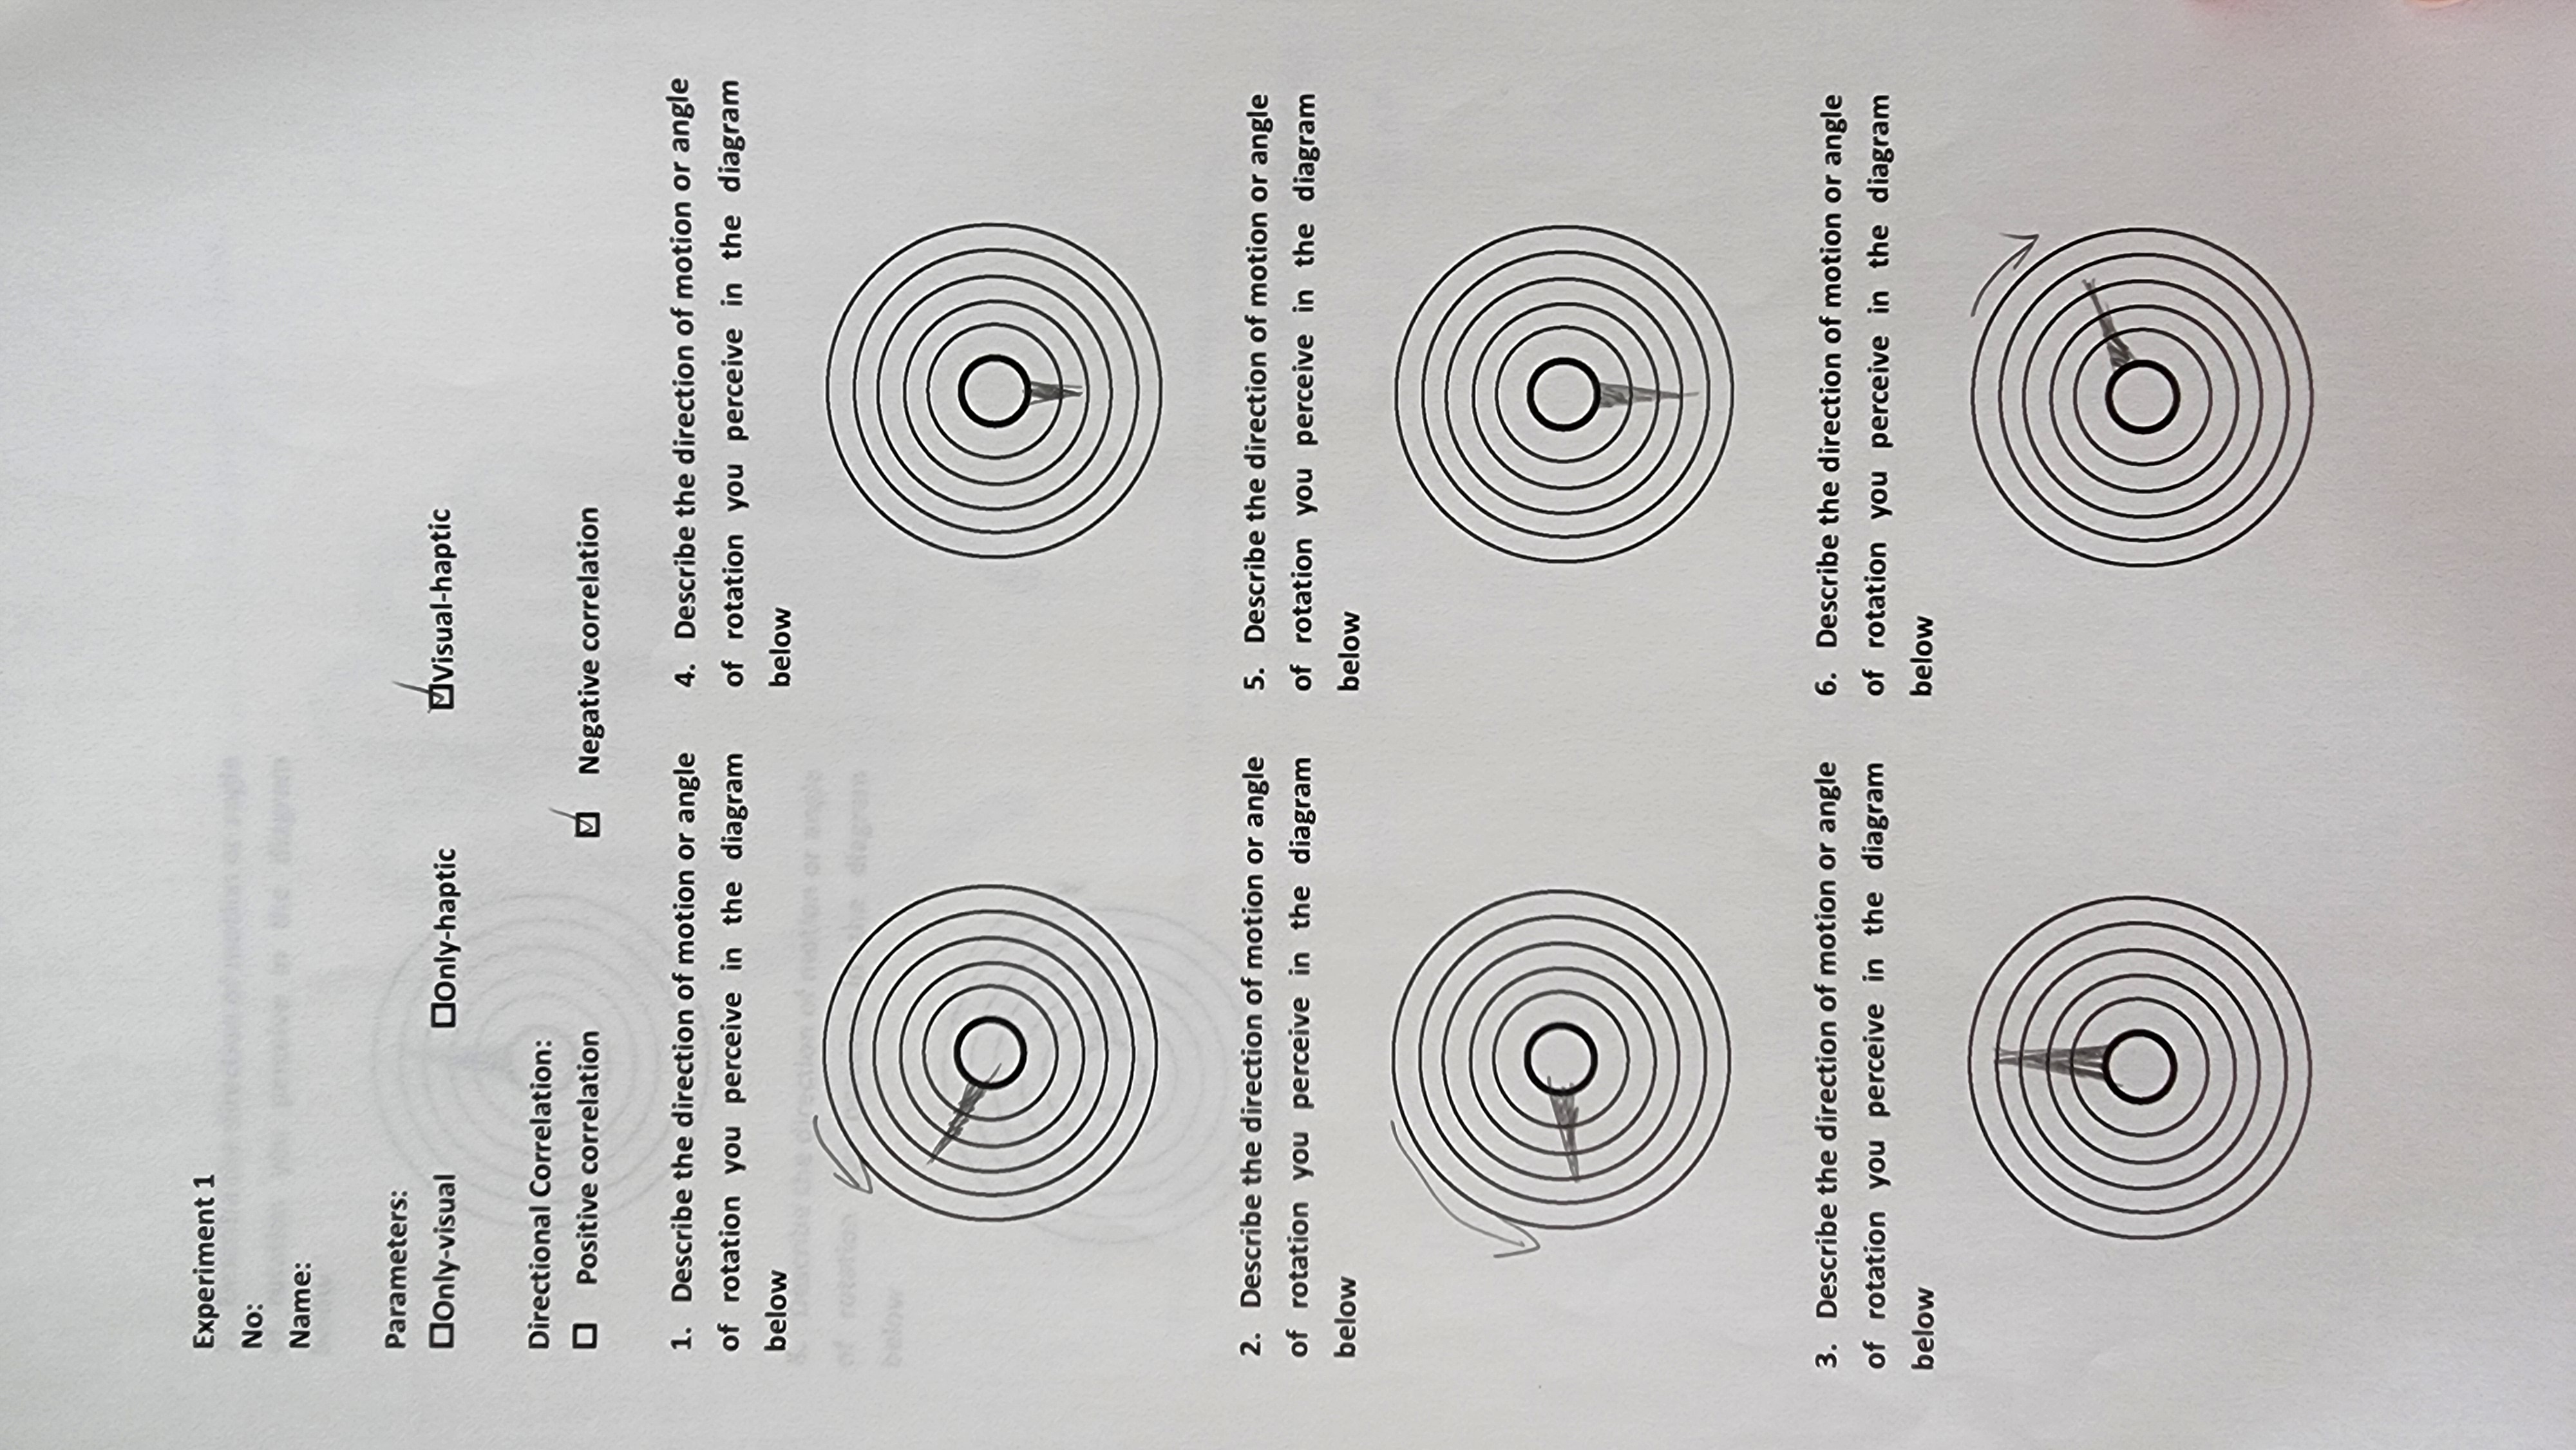 Experiment 1
No:
Name:
Parameters:
☐Only-visual ☐Only-haptic ☑Visual-haptic
Directional Correlation:
☐ Positive correlation ☑ Negative correlation
1. Describe the direction of motion or angle
of rotation you perceive in the diagram
below
2. Describe the direction of motion or angle
of rotation you perceive in the diagram
below
3. Describe the direction of motion or angle
of rotation you perceive in the diagram
below
4. Describe the direction of motion or angle
of rotation you perceive in the diagram
below
5. Describe the direction of motion or angle
of rotation you perceive in the diagram
below
6. Describe the direction of motion or angle
of rotation you perceive in the diagram
below